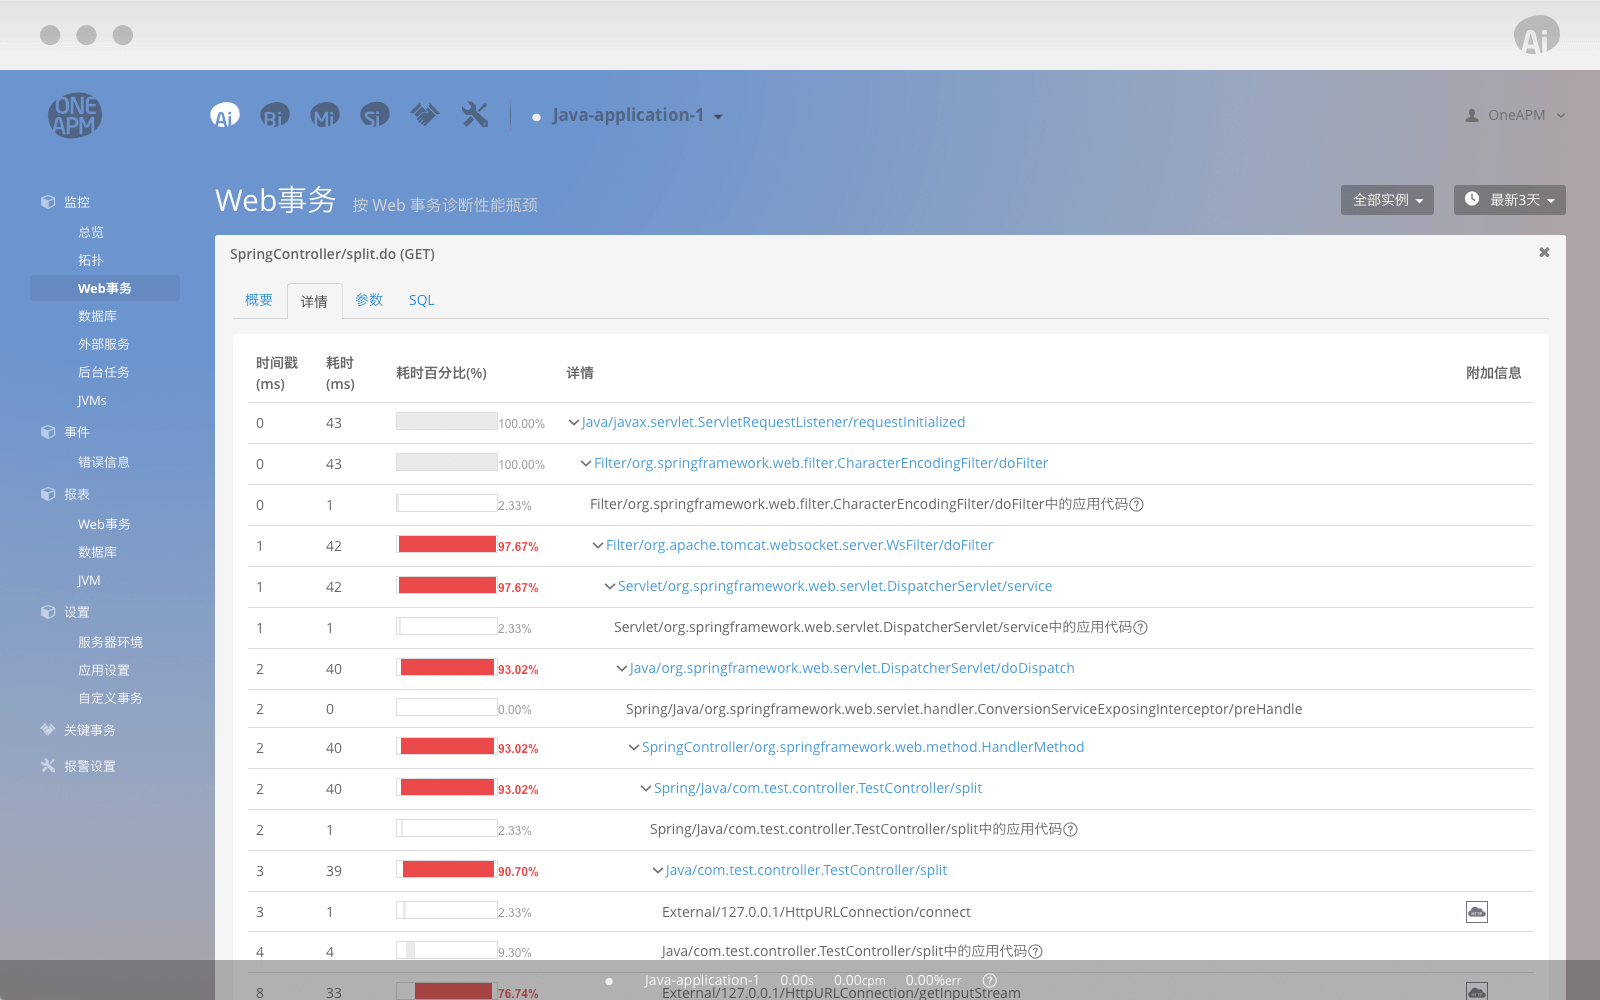 Ai
ONE
APM
Ai Bi Mi Si Java-application-1
OneAPM
监控
总览
拓扑
Web事务
数据库
外部服务
后台任务
JVMs
事件
错误信息
报表
Web事务
数据库
JVM
设置
服务器环境
应用设置
自定义事务
关键事务
报警设置
Web事务 按 Web 事务诊断性能瓶颈
全部实例 最新3天
SpringController/split.do (GET)
概要 详情 参数 SQL
时间戳(ms) 耗时(ms) 耗时百分比(%) 详情 附加信息
0 43 100.00% Java/javax.servlet.ServletRequestListener/requestInitialized
0 43 100.00% Filter/org.springframework.web.filter.CharacterEncodingFilter/doFilter
0 1 2.33% Filter/org.springframework.web.filter.CharacterEncodingFilter/doFilter中的应用代码?
1 42 97.67% Filter/org.apache.tomcat.websocket.server.WsFilter/doFilter
1 42 97.67% Servlet/org.springframework.web.servlet.DispatcherServlet/service
1 1 2.33% Servlet/org.springframework.web.servlet.DispatcherServlet/service中的应用代码?
2 40 93.02% Java/org.springframework.web.servlet.DispatcherServlet/doDispatch
2 0 0.00% Spring/Java/org.springframework.web.servlet.handler.ConversionServiceExposingInterceptor/preHandle
2 40 93.02% SpringController/org.springframework.web.method.HandlerMethod
2 40 93.02% Spring/Java/com.test.controller.TestController/split
2 1 2.33% Spring/Java/com.test.controller.TestController/split中的应用代码?
3 39 90.70% Java/com.test.controller.TestController/split
3 1 2.33% External/127.0.0.1/HttpURLConnection/connect HTTP
4 4 9.30% Java/com.test.controller.TestController/split中的应用代码?
8 33 76.74% External/127.0.0.1/HttpURLConnection/getInputStream HTTP
Java-application-1 0.00s 0.00cpm 0.00%err ?